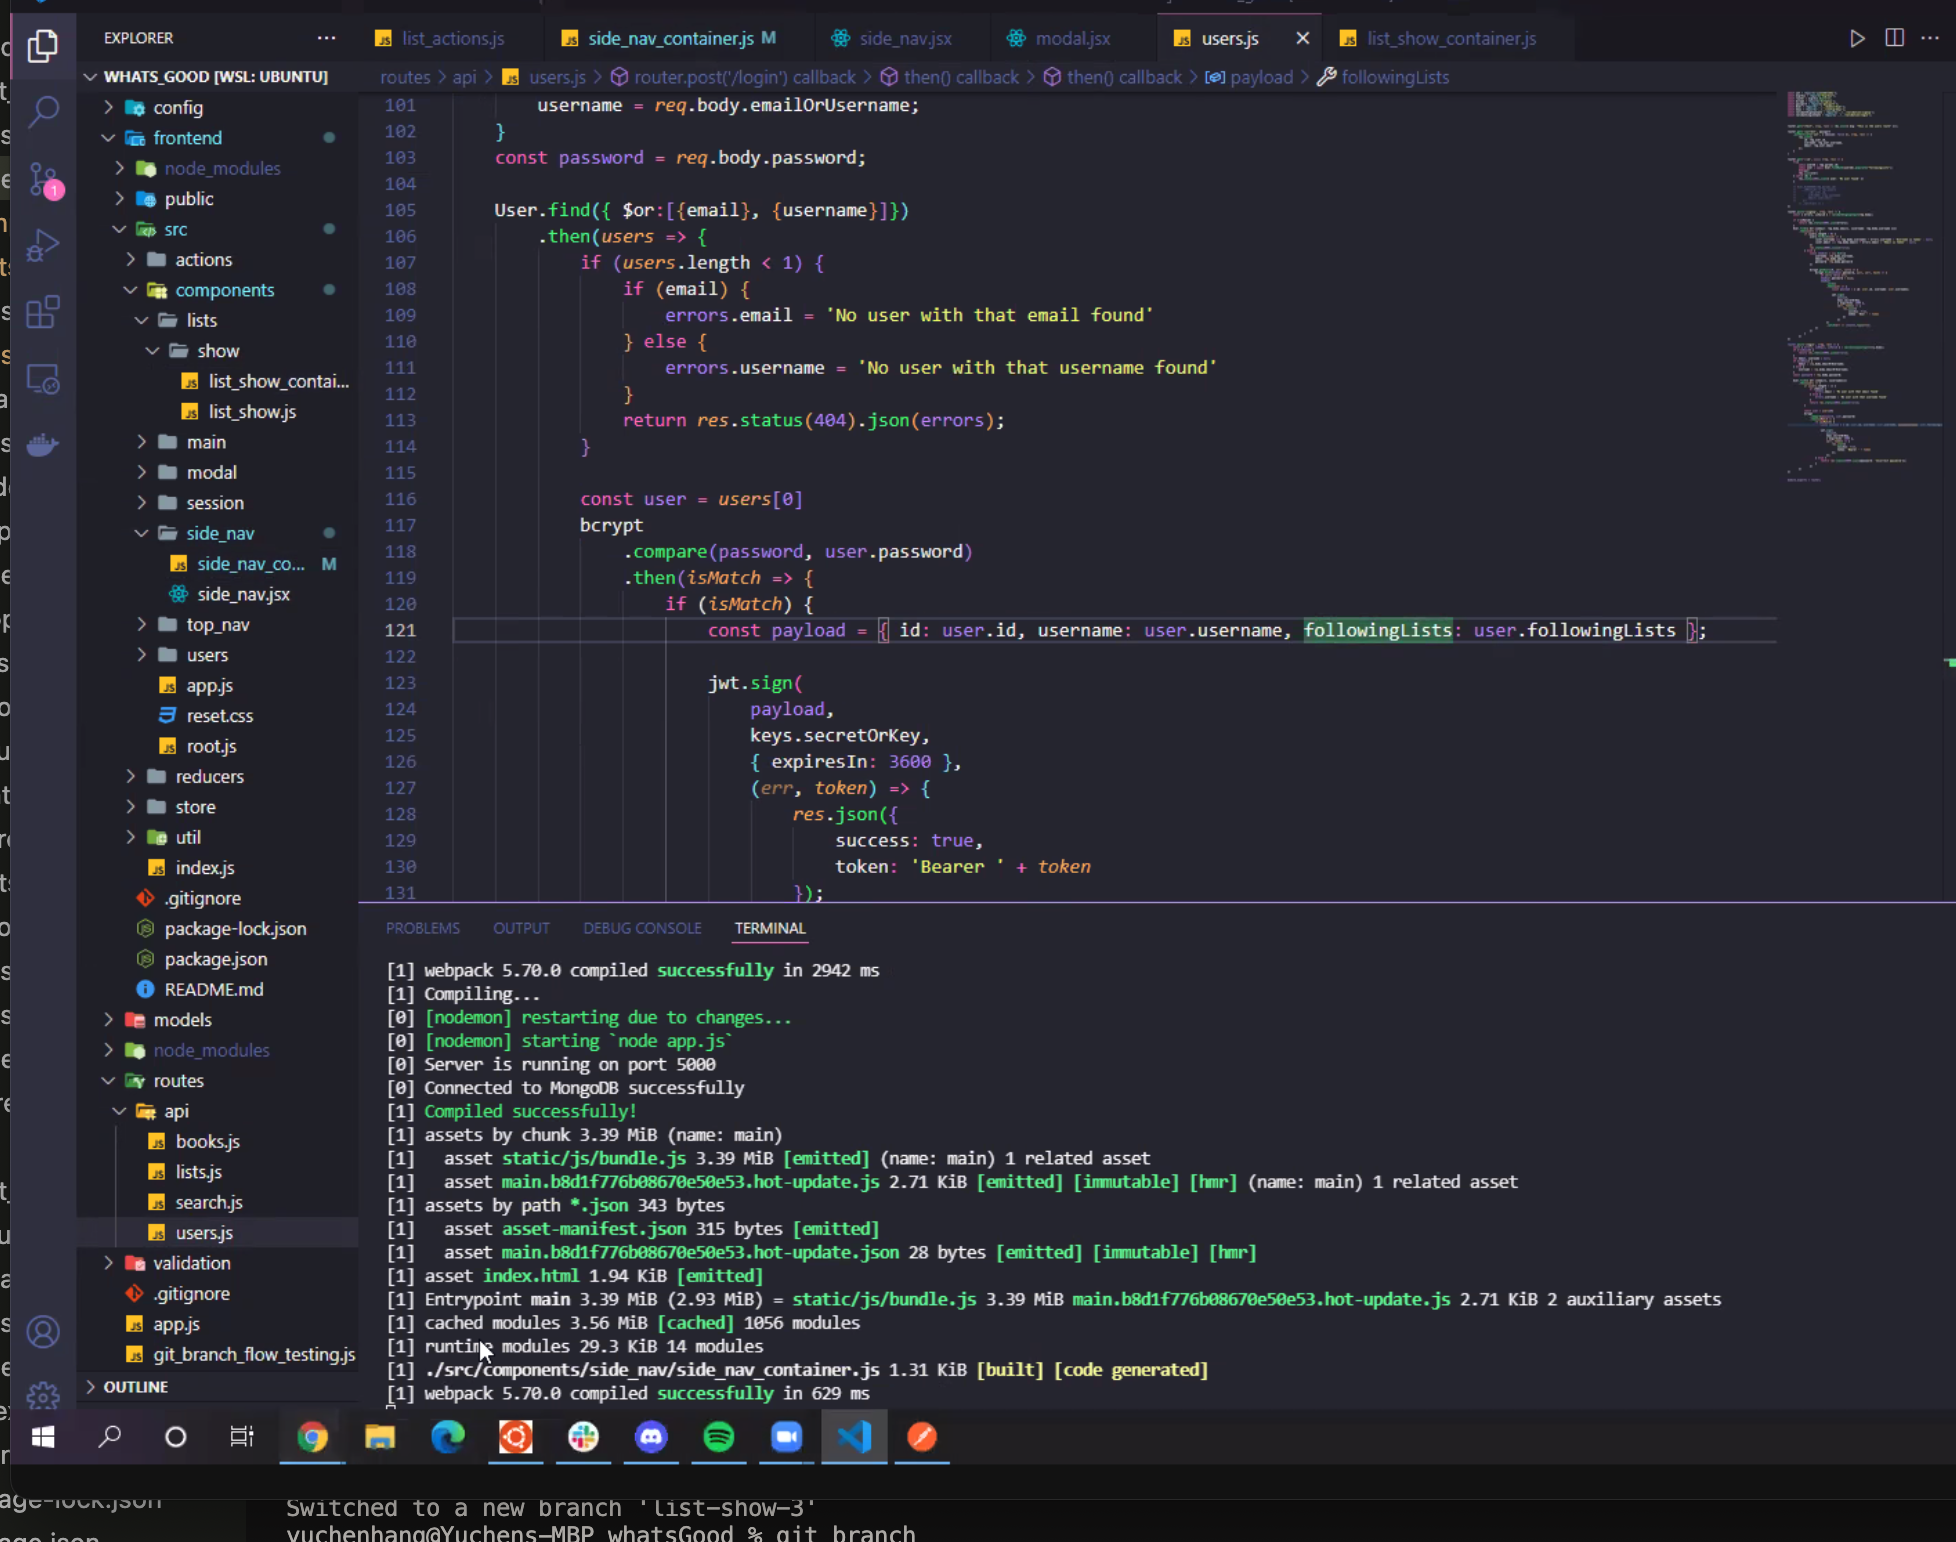 EXPLORER
WHATS_GOOD [WSL: UBUNTU]
config
frontend
node_modules
public
src
actions
components
lists
show
list_show_contai...
list_show.js
main
modal
session
side_nav
side_nav_co... M
side_nav.jsx
top_nav
users
app.js
reset.css
root.js
reducers
store
util
index.js
.gitignore
package-lock.json
package.json
README.md
models
node_modules
routes
api
books.js
lists.js
search.js
users.js
validation
.gitignore
app.js
git_branch_flow_testing.js
OUTLINE
1
list_actions.js side_nav_container.js M side_nav.jsx modal.jsx users.js list_show_container.js
routes > api > users.js > router.post('/login') callback > then() callback > then() callback > payload > followingLists
101 username = req.body.emailOrUsername;
102 }
103 const password = req.body.password;
104
105 User.find({ $or:[{email}, {username}]})
106 .then(users => {
107 if (users.length < 1) {
108 if (email) {
109 errors.email = 'No user with that email found'
110 } else {
111 errors.username = 'No user with that username found'
112 }
113 return res.status(404).json(errors);
114 }
115
116 const user = users[0]
117 bcrypt
118 .compare(password, user.password)
119 .then(isMatch => {
120 if (isMatch) {
121 const payload = { id: user.id, username: user.username, followingLists: user.followingLists };
122
123 jwt.sign(
124 payload,
125 keys.secretOrKey,
126 { expiresIn: 3600 },
127 (err, token) => {
128 res.json({
129 success: true,
130 token: 'Bearer ' + token
131 });
PROBLEMS OUTPUT DEBUG CONSOLE TERMINAL
[1] webpack 5.70.0 compiled successfully in 2942 ms
[1] Compiling...
[0] [nodemon] restarting due to changes...
[0] [nodemon] starting `node app.js`
[0] Server is running on port 5000
[0] Connected to MongoDB successfully
[1] Compiled successfully!
[1] assets by chunk 3.39 MiB (name: main)
[1] asset static/js/bundle.js 3.39 MiB [emitted] (name: main) 1 related asset
[1] asset main.b8d1f776b08670e50e53.hot-update.js 2.71 KiB [emitted] [immutable] [hmr] (name: main) 1 related asset
[1] assets by path *.json 343 bytes
[1] asset asset-manifest.json 315 bytes [emitted]
[1] asset main.b8d1f776b08670e50e53.hot-update.json 28 bytes [emitted] [immutable] [hmr]
[1] asset index.html 1.94 KiB [emitted]
[1] Entrypoint main 3.39 MiB (2.93 MiB) = static/js/bundle.js 3.39 MiB main.b8d1f776b08670e50e53.hot-update.js 2.71 KiB 2 auxiliary assets
[1] cached modules 3.56 MiB [cached] 1056 modules
[1] runtime modules 29.3 KiB 14 modules
[1] ./src/components/side_nav/side_nav_container.js 1.31 KiB [built] [code generated]
[1] webpack 5.70.0 compiled successfully in 629 ms
age-lock.json
Switched to a new branch 'list-show-3'
yuchenhang@Yuchens-MBP whatsGood % git branch